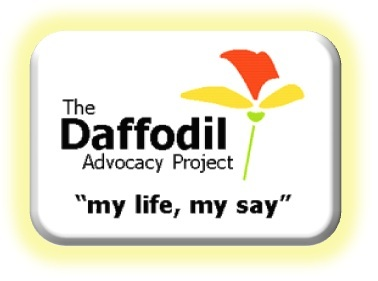 The
Daffodil
Advocacy Project
“my life, my say”